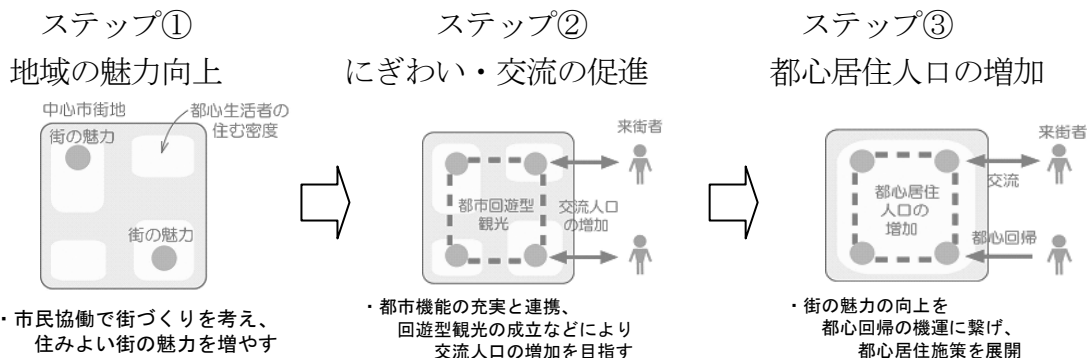 ステップ①
地域の魅力向上
中心市街地
都心生活者の
住む密度
街の魅力
街の魅力
・市民協働で街づくりを考え、
住みよい街の魅力を増やす
ステップ②
にぎわい・交流の促進
来街者
都市回遊型
観光
交流人口
の増加
・都市機能の充実と連携、
回遊型観光の成立などにより
交流人口の増加を目指す
ステップ③
都心居住人口の増加
来街者
交流
都心居住
人口の
増加
都心回帰
・街の魅力の向上を
都心回帰の機運に繋げ、
都心居住施策を展開